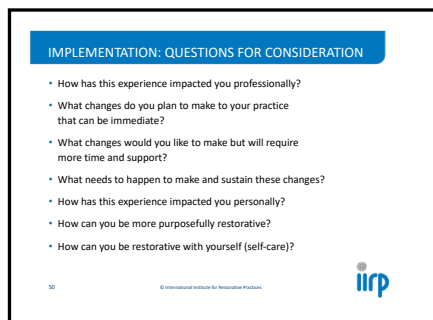 IMPLEMENTATION: QUESTIONS FOR CONSIDERATION
• How has this experience impacted you professionally?
• What changes do you plan to make to your practice
that can be immediate?
• What changes would you like to make but will require
more time and support?
• What needs to happen to make and sustain these changes?
• How has this experience impacted you personally?
• How can you be more purposefully restorative?
• How can you be restorative with yourself (self-care)?
50
© International Institute for Restorative Practices
iirp